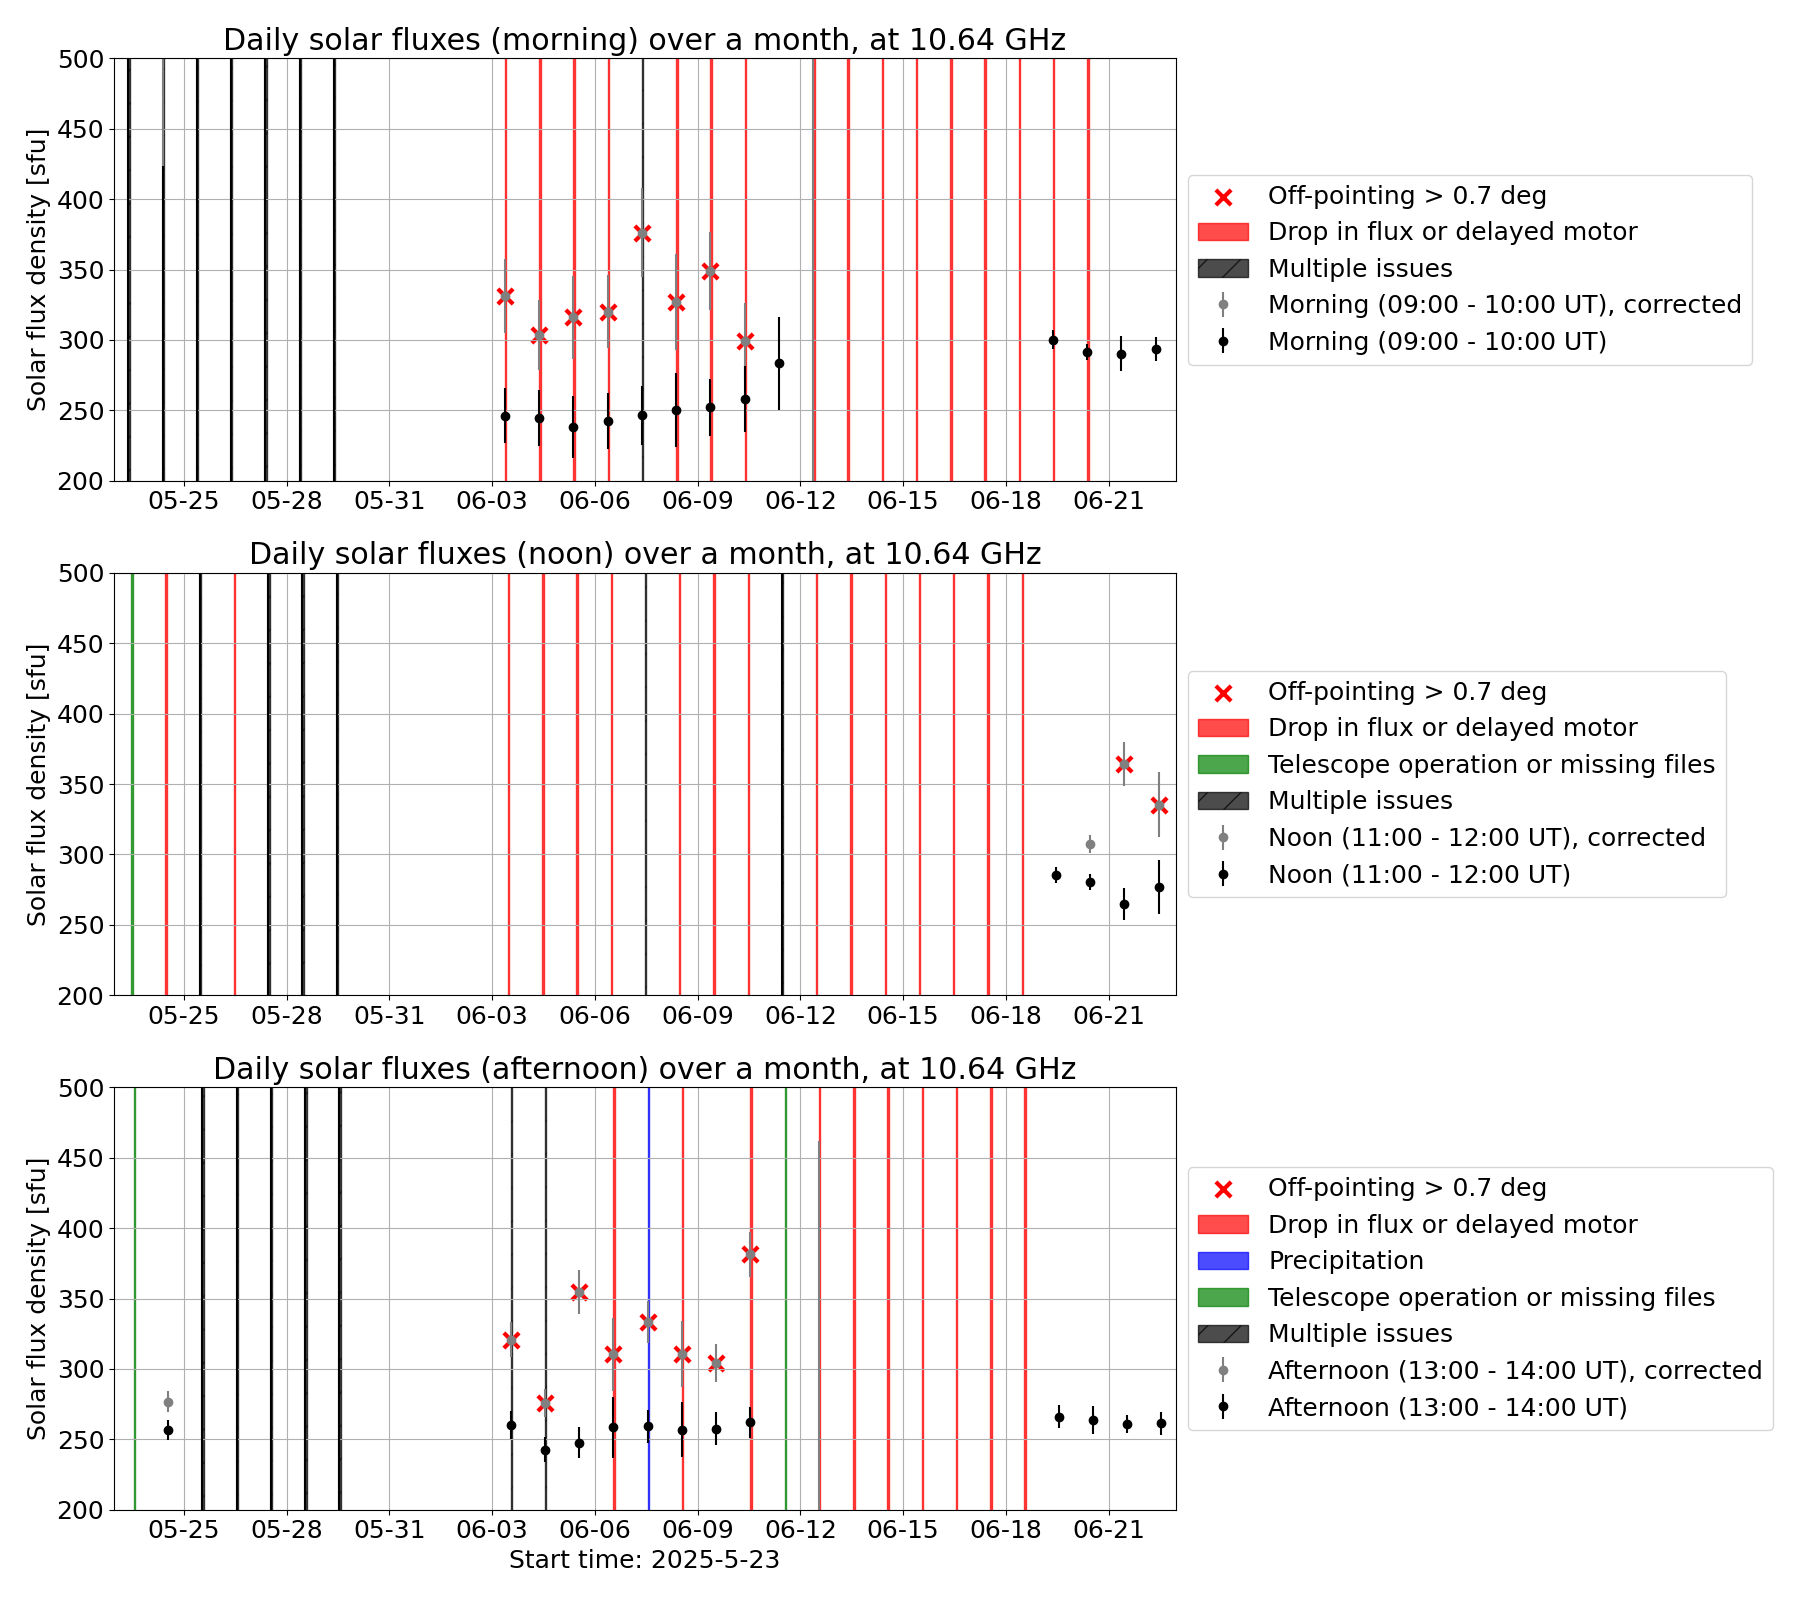 Daily solar fluxes (morning) over a month, at 10.64 GHz
Solar flux density [sfu]
500
450
400
350
300
250
200
05-25 05-28 05-31 06-03 06-06 06-09 06-12 06-15 06-18 06-21
Off-pointing > 0.7 deg
Drop in flux or delayed motor
Multiple issues
Morning (09:00 - 10:00 UT), corrected
Morning (09:00 - 10:00 UT)
Daily solar fluxes (noon) over a month, at 10.64 GHz
Solar flux density [sfu]
500
450
400
350
300
250
200
05-25 05-28 05-31 06-03 06-06 06-09 06-12 06-15 06-18 06-21
Off-pointing > 0.7 deg
Drop in flux or delayed motor
Telescope operation or missing files
Multiple issues
Noon (11:00 - 12:00 UT), corrected
Noon (11:00 - 12:00 UT)
Daily solar fluxes (afternoon) over a month, at 10.64 GHz
Solar flux density [sfu]
500
450
400
350
300
250
200
05-25 05-28 05-31 06-03 06-06 06-09 06-12 06-15 06-18 06-21
Start time: 2025-5-23
Off-pointing > 0.7 deg
Drop in flux or delayed motor
Precipitation
Telescope operation or missing files
Multiple issues
Afternoon (13:00 - 14:00 UT), corrected
Afternoon (13:00 - 14:00 UT)